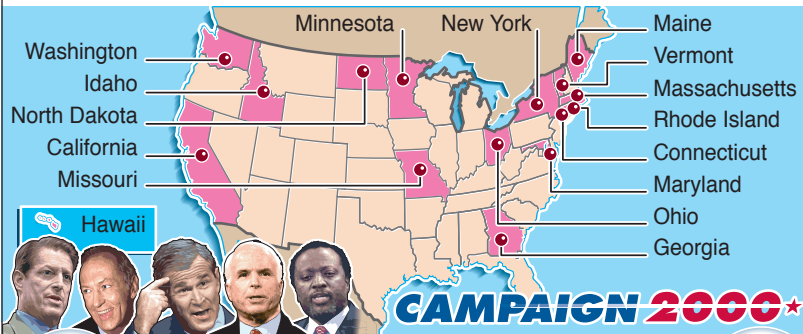 Minnesota
New York
Maine
Washington
Vermont
Idaho
Massachusetts
North Dakota
Rhode Island
California
Connecticut
Missouri
Maryland
Hawaii
Ohio
Georgia
CAMPAIGN 2000